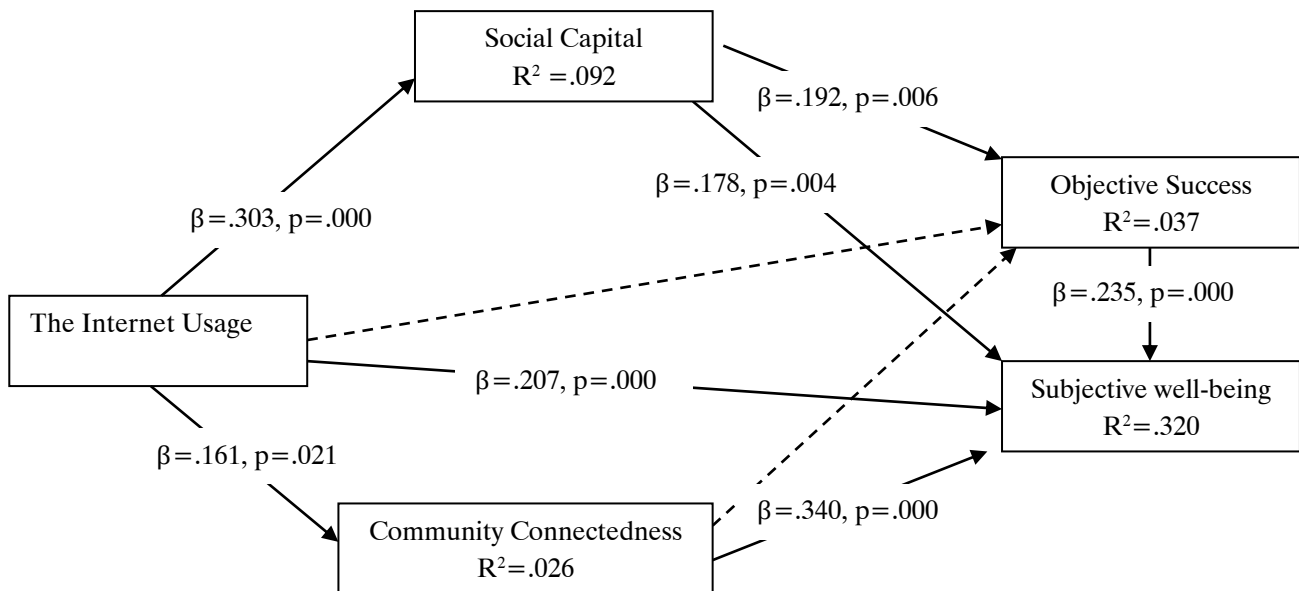 Social Capital
R² =.092
β=.192, p=.006
β=.178, p=.004
Objective Success
R²=.037
β=.303, p=.000
β=.235, p=.000
The Internet Usage
β=.207, p=.000
Subjective well-being
R²=.320
β=.161, p=.021
β=.340, p=.000
Community Connectedness
R²=.026